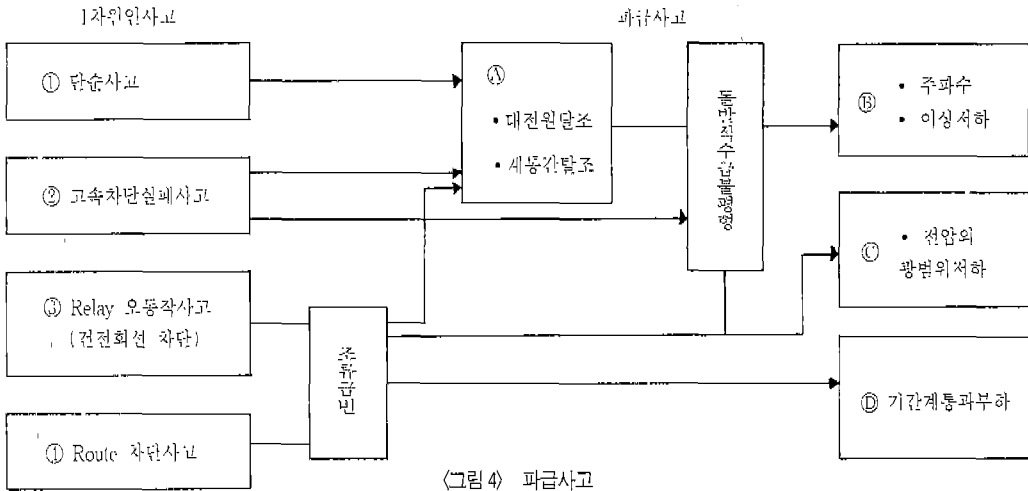 1차원인사고
파급사고
① 단순사고
② 고속차단실패사고
③ Relay 오동작사고
(건전회선 차단)
④ Route 차단사고
조류급변
Ⓐ
• 대전원탈조
• 계통간탈조
돌발적수급불평형
Ⓑ
• 주파수
• 이상저하
Ⓒ
• 전압의
광범위저하
Ⓓ 기간계통과부하
〈그림 4〉 파급사고